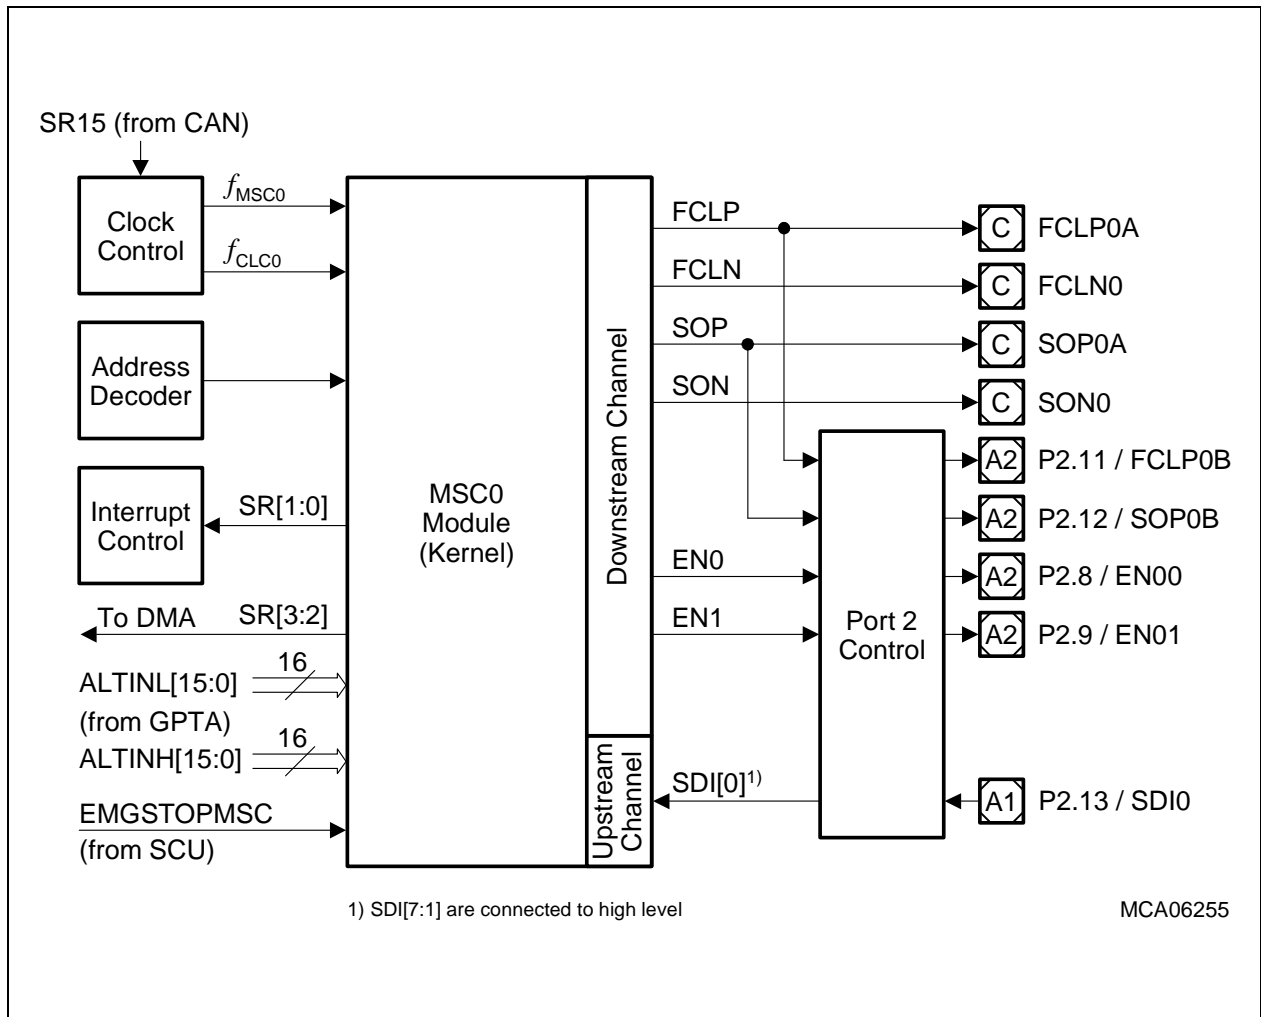 SR15 (from CAN)
Clock
Control
fMSC0
fCLC0
Address
Decoder
Interrupt
Control
SR[1:0]
To DMA
SR[3:2]
ALTINL[15:0]
16
(from GPTA)
ALTINH[15:0]
16
EMGSTOPMSC
(from SCU)
MSC0
Module
(Kernel)
Downstream Channel
Upstream
Channel
FCLP
FCLN
SOP
SON
EN0
EN1
SDI[0]1)
Port 2
Control
C FCLP0A
C FCLN0
C SOP0A
C SON0
A2 P2.11 / FCLP0B
A2 P2.12 / SOP0B
A2 P2.8 / EN00
A2 P2.9 / EN01
A1 P2.13 / SDI0
1) SDI[7:1] are connected to high level
MCA06255